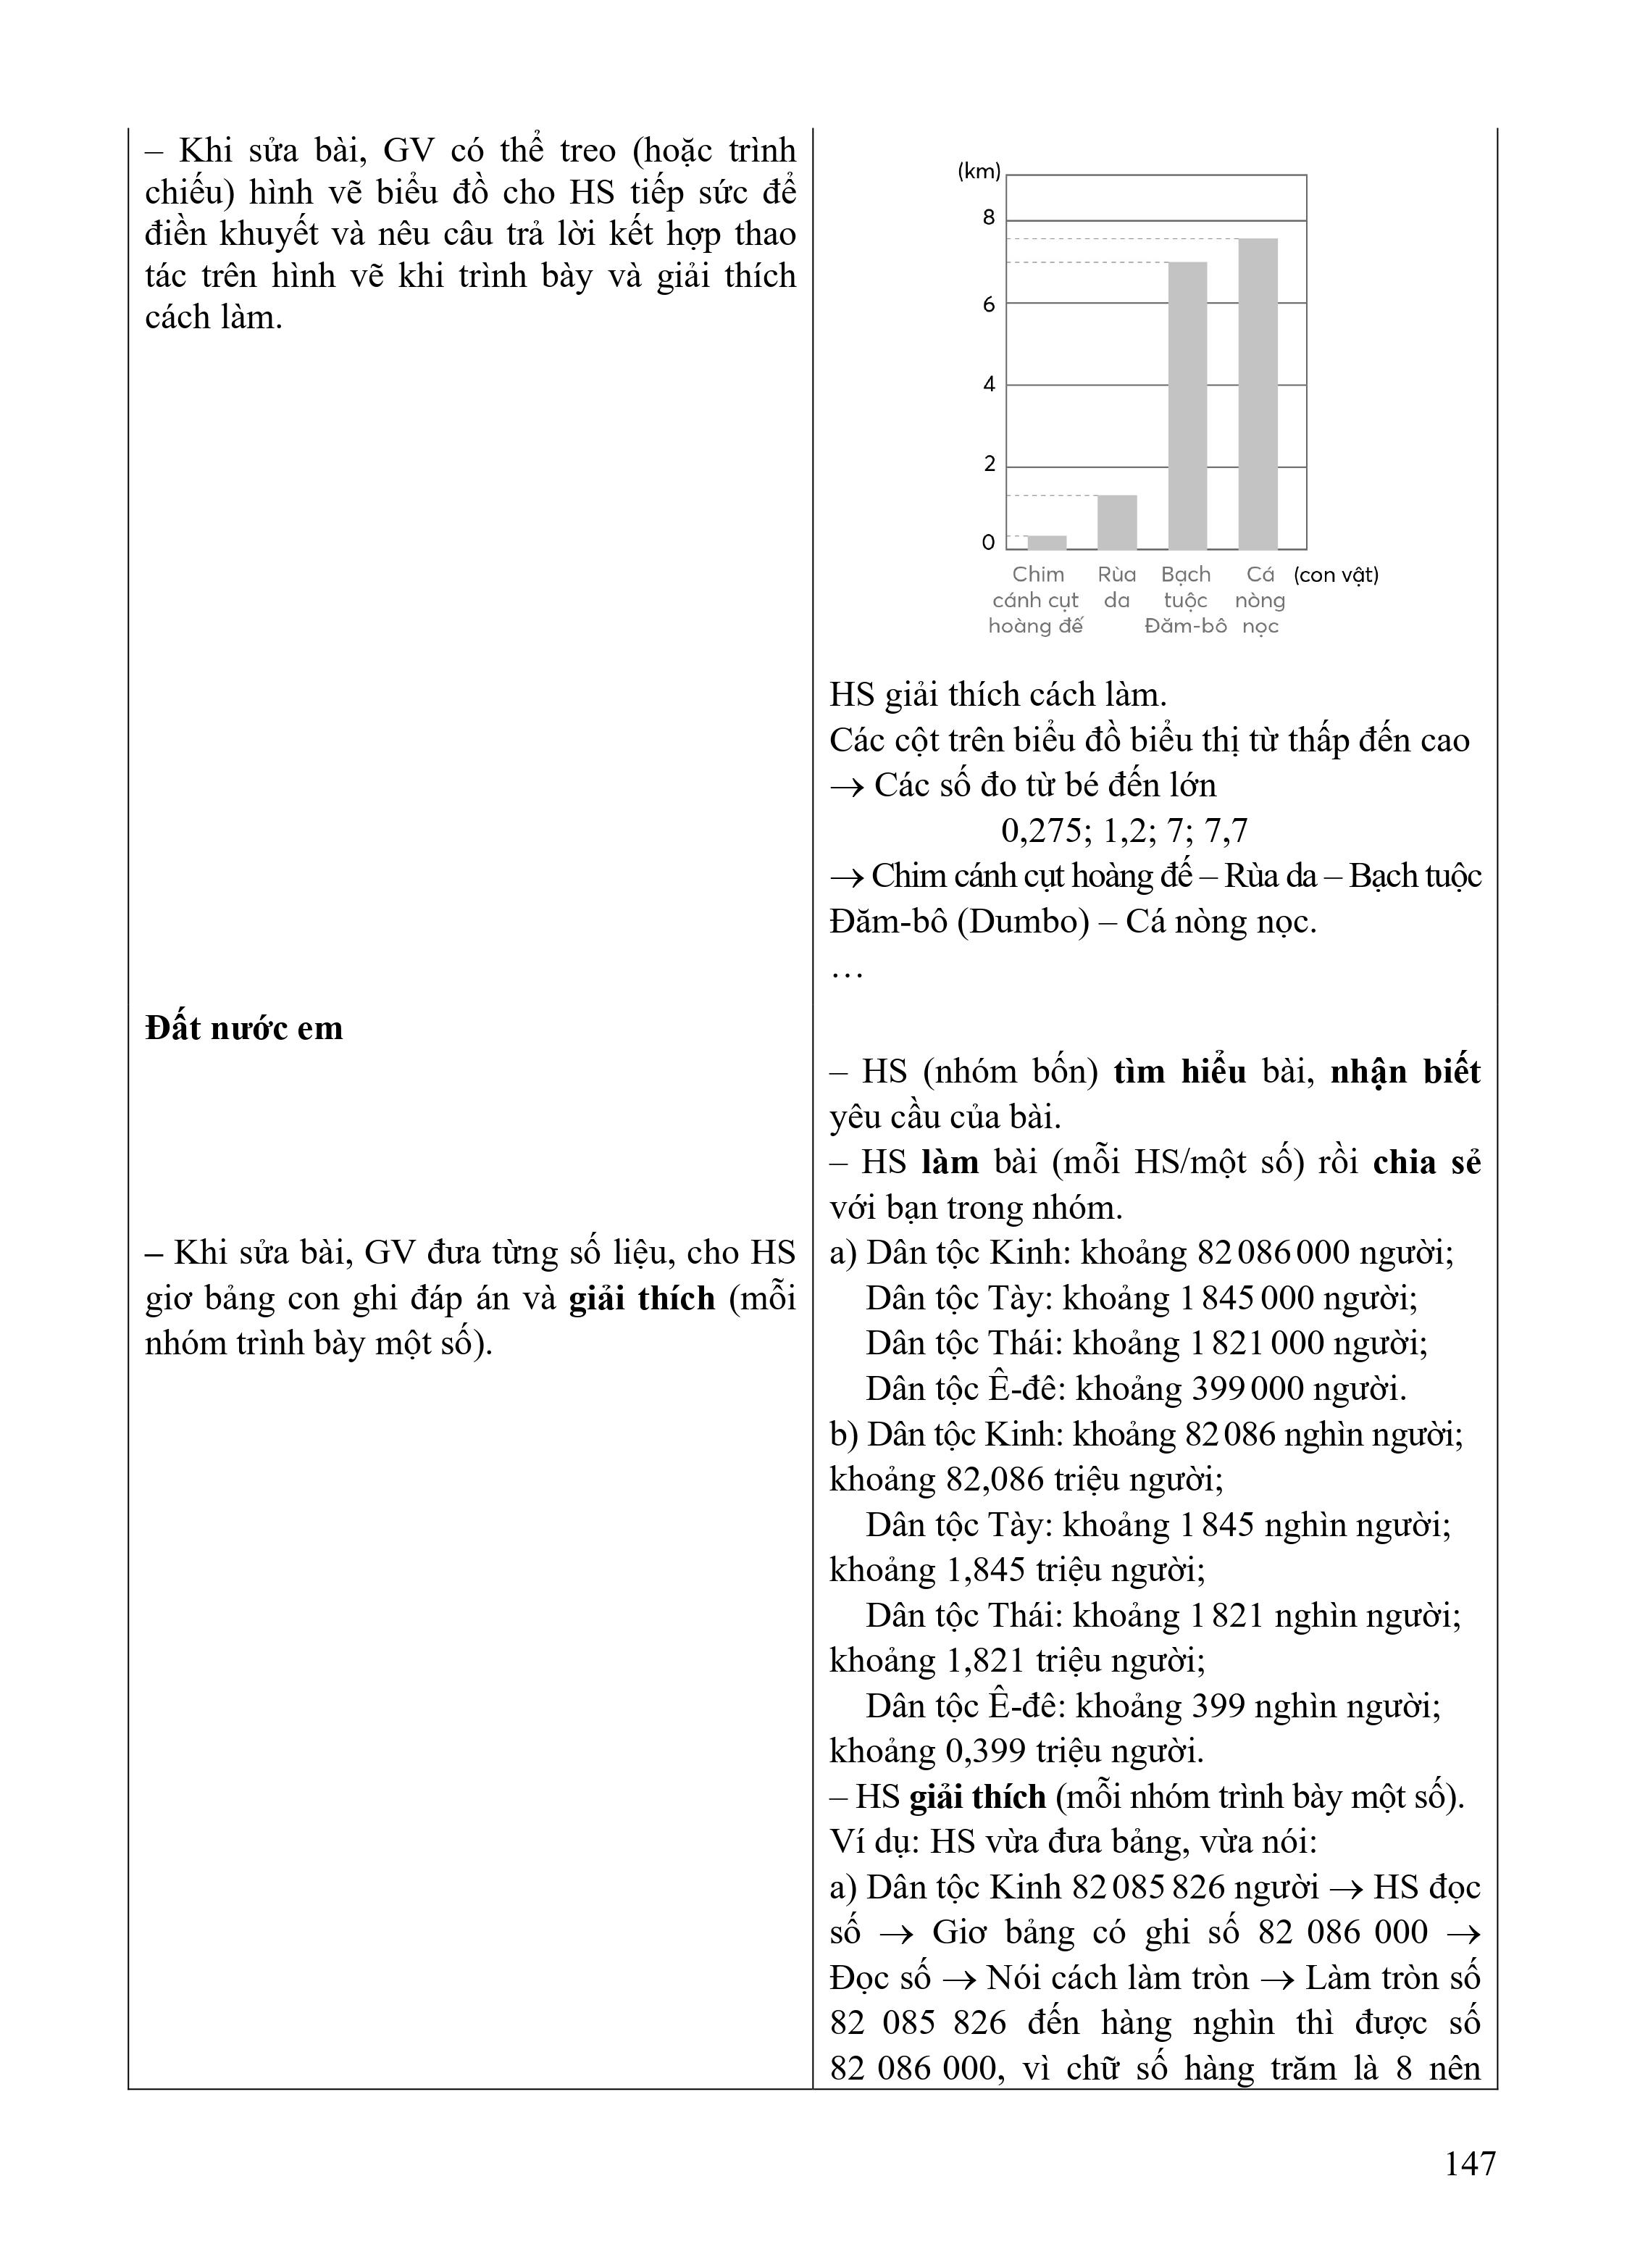 – Khi sửa bài, GV có thể treo (hoặc trình
chiếu) hình vẽ biểu đồ cho HS tiếp sức để
điền khuyết và nêu câu trả lời kết hợp thao
tác trên hình vẽ khi trình bày và giải thích
cách làm.
(km)
8
6
4
2
0
Chim Rùa Bạch Cá (con vật)
cánh cụt da tuộc nòng
hoàng đế Đăm-bô nọc
HS giải thích cách làm.
Các cột trên biểu đồ biểu thị từ thấp đến cao
→ Các số đo từ bé đến lớn
0,275; 1,2; 7; 7,7
→ Chim cánh cụt hoàng đế – Rùa da – Bạch tuộc
Đăm-bô (Dumbo) – Cá nòng nọc.
…
Đất nước em
– HS (nhóm bốn) tìm hiểu bài, nhận biết
yêu cầu của bài.
– HS làm bài (mỗi HS/một số) rồi chia sẻ
với bạn trong nhóm.
– Khi sửa bài, GV đưa từng số liệu, cho HS
giơ bảng con ghi đáp án và giải thích (mỗi
nhóm trình bày một số).
a) Dân tộc Kinh: khoảng 82 086 000 người;
Dân tộc Tày: khoảng 1 845 000 người;
Dân tộc Thái: khoảng 1 821 000 người;
Dân tộc Ê-đê: khoảng 399 000 người.
b) Dân tộc Kinh: khoảng 82 086 nghìn người;
khoảng 82,086 triệu người;
Dân tộc Tày: khoảng 1 845 nghìn người;
khoảng 1,845 triệu người;
Dân tộc Thái: khoảng 1 821 nghìn người;
khoảng 1,821 triệu người;
Dân tộc Ê-đê: khoảng 399 nghìn người;
khoảng 0,399 triệu người.
– HS giải thích (mỗi nhóm trình bày một số).
Ví dụ: HS vừa đưa bảng, vừa nói:
a) Dân tộc Kinh 82 085 826 người → HS đọc
số → Giơ bảng có ghi số 82 086 000 →
Đọc số → Nói cách làm tròn → Làm tròn số
82 085 826 đến hàng nghìn thì được số
82 086 000, vì chữ số hàng trăm là 8 nên
147